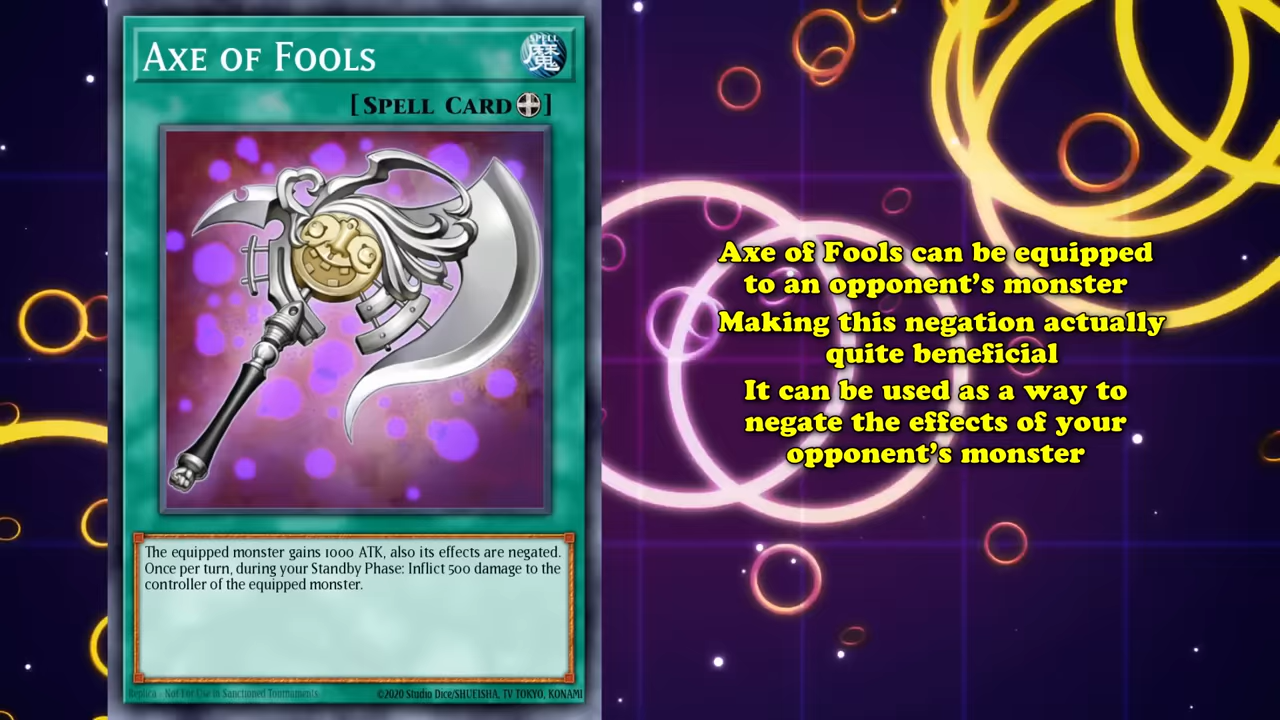 Axe of Fools
SPELL
魔
[Spell Card]
The equipped monster gains 1000 ATK, also its effects are negated.
Once per turn, during your Standby Phase: Inflict 500 damage to the
controller of the equipped monster.
Replica - Not For Use in Sanctioned Tournaments
©2020 Studio Dice/SHUEISHA, TV TOKYO, KONAMI
Axe of Fools can be equipped
to an opponent’s monster
Making this negation actually
quite beneficial
It can be used as a way to
negate the effects of your
opponent’s monster